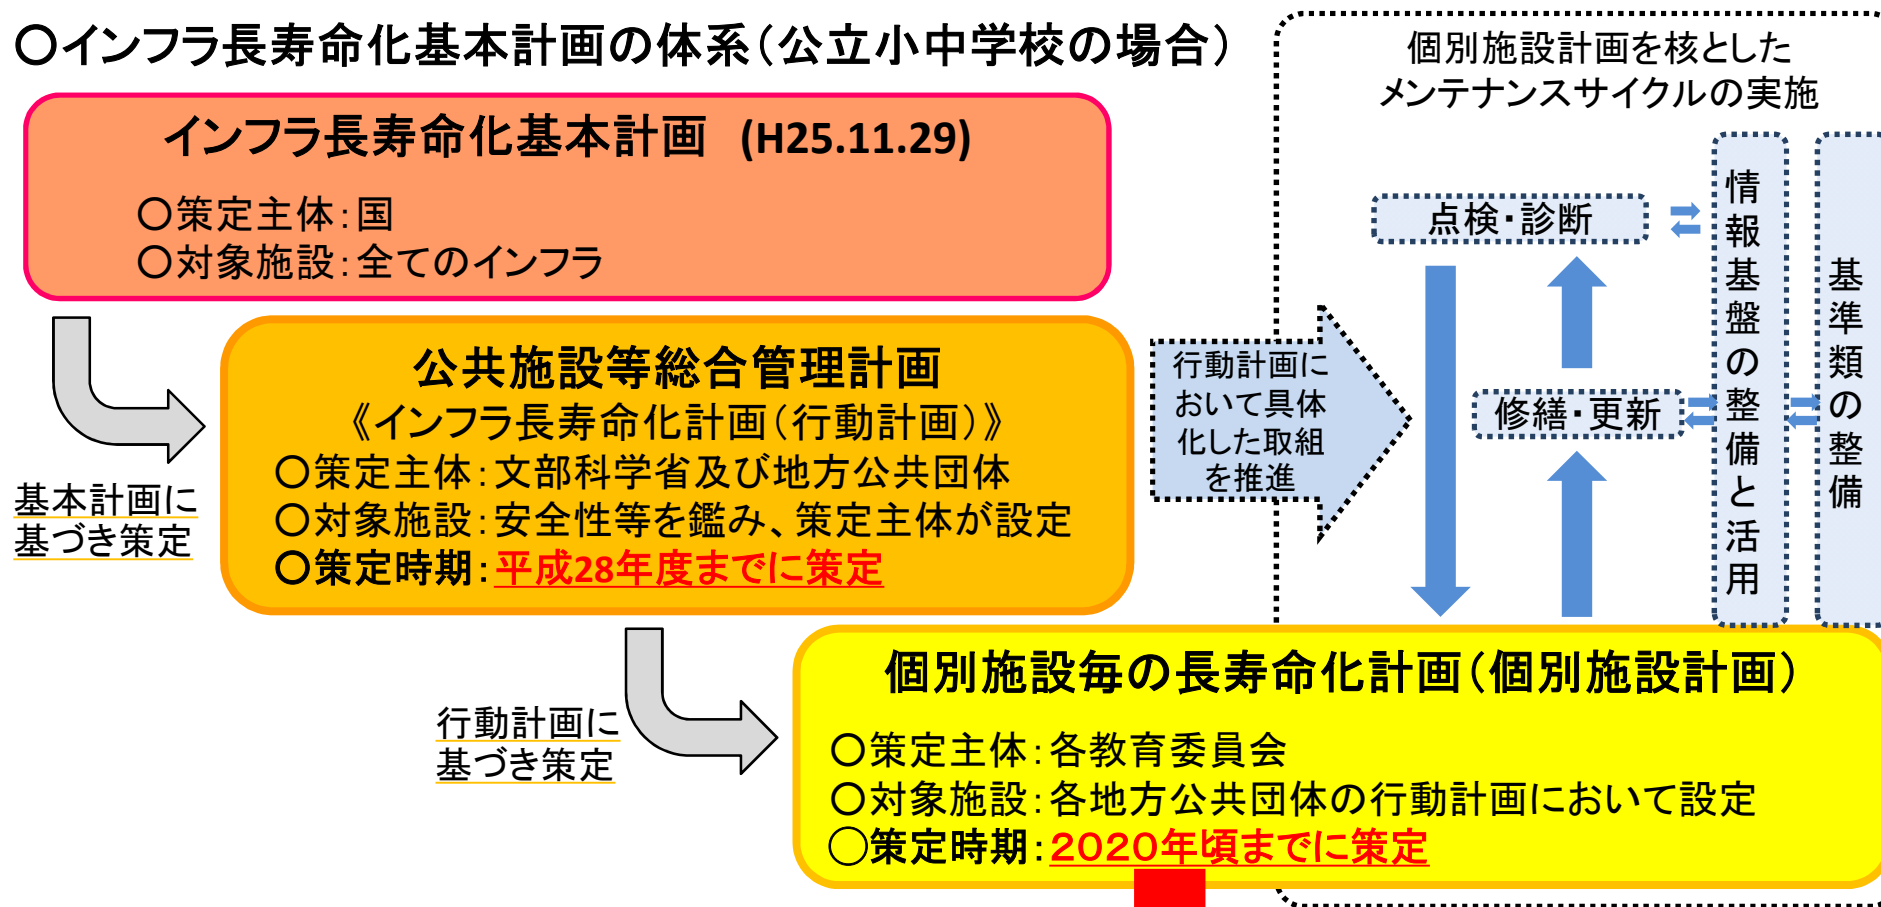 ○インフラ長寿命化基本計画の体系(公立小中学校の場合)
インフラ長寿命化基本計画 (H25.11.29)
○策定主体:国
○対象施設:全てのインフラ
基本計画に
基づき策定
公共施設等総合管理計画
《インフラ長寿命化計画(行動計画)》
○策定主体:文部科学省及び地方公共団体
○対象施設:安全性等を鑑み、策定主体が設定
○策定時期:平成28年度までに策定
行動計画に
基づき策定
個別施設毎の長寿命化計画(個別施設計画)
○策定主体:各教育委員会
○対象施設:各地方公共団体の行動計画において設定
○策定時期:2020年頃までに策定
行動計画に
おいて具体
化した取組
を推進
個別施設計画を核とした
メンテナンスサイクルの実施
点検・診断
修繕・更新
情報基盤の整備と活用
基準類の整備